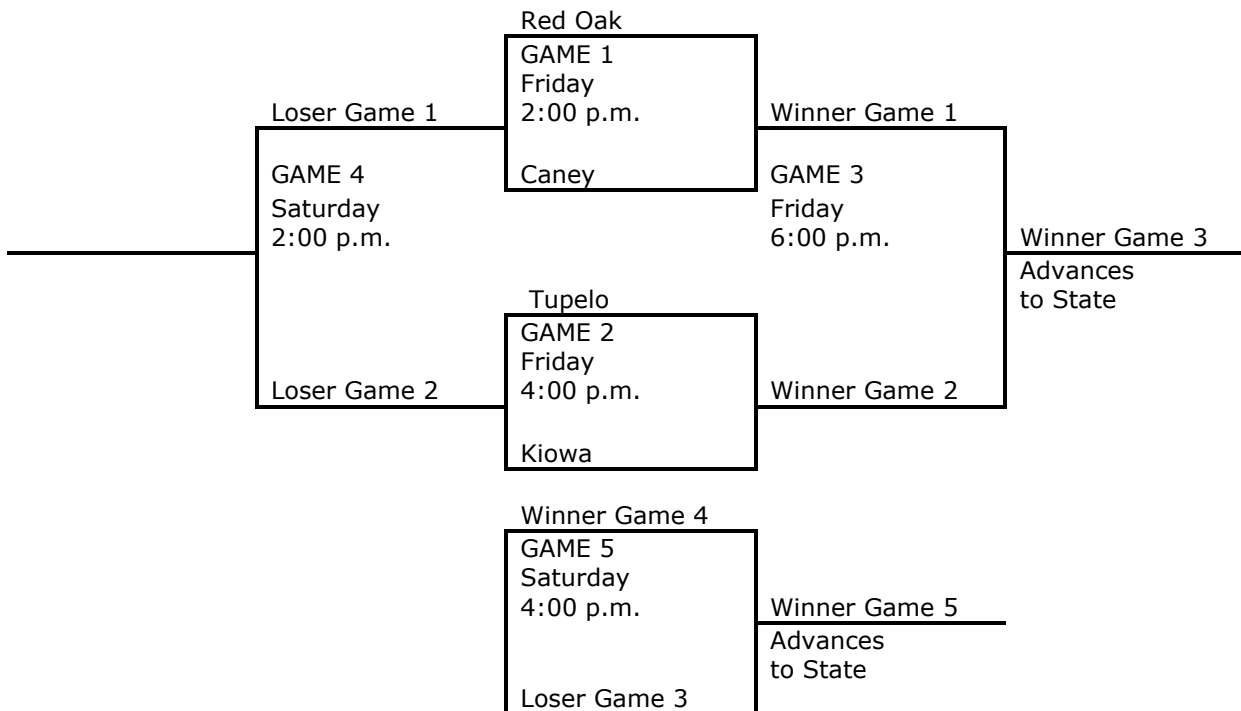 Red Oak
GAME 1
Friday
Loser Game 1
2:00 p.m.
Winner Game 1
GAME 4
Caney
GAME 3
Saturday
Friday
2:00 p.m.
6:00 p.m.
Winner Game 3
Advances
to State
Tupelo
GAME 2
Friday
Loser Game 2
4:00 p.m.
Winner Game 2
Kiowa
Winner Game 4
GAME 5
Saturday
4:00 p.m.
Winner Game 5
Advances
to State
Loser Game 3